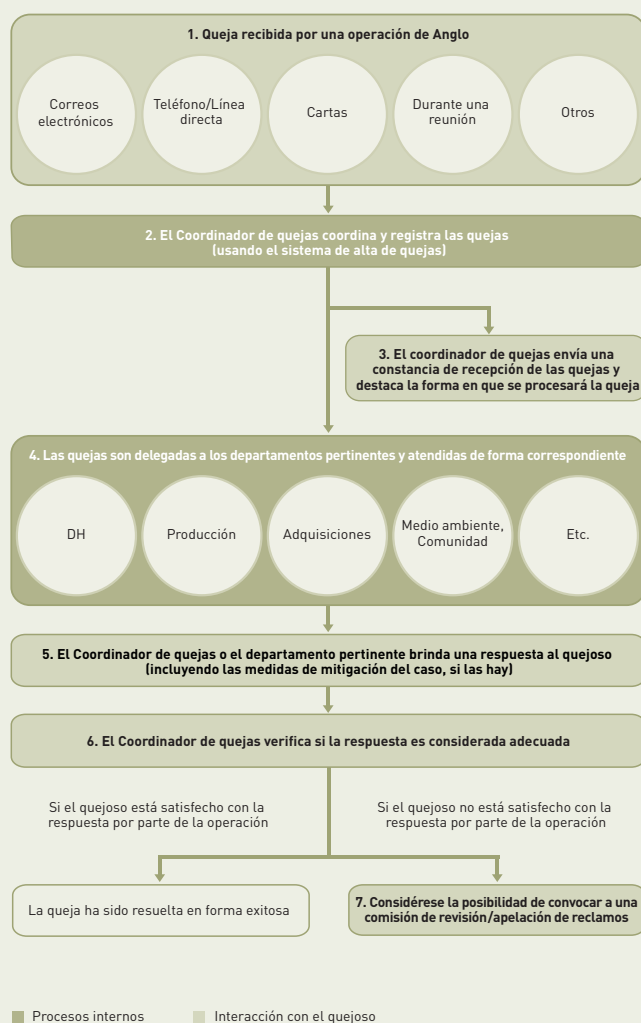 1. Queja recibida por una operación de Anglo
Correos
electrónicos
Teléfono/Línea
directa
Cartas
Durante una
reunión
Otros
2. El Coordinador de quejas coordina y registra las quejas
(usando el sistema de alta de quejas)
3. El coordinador de quejas envía una
constancia de recepción de las quejas y
destaca la forma en que se procesará la queja
4. Las quejas son delegadas a los departamentos pertinentes y atendidas de forma correspondiente
DH
Producción
Adquisiciones
Medio ambiente,
Comunidad
Etc.
5. El Coordinador de quejas o el departamento pertinente brinda una respuesta al quejoso
(incluyendo las medidas de mitigación del caso, si las hay)
6. El Coordinador de quejas verifica si la respuesta es considerada adecuada
Si el quejoso está satisfecho con la
respuesta por parte de la operación
Si el quejoso no está satisfecho con la
respuesta por parte de la operación
La queja ha sido resuelta en forma exitosa
7. Considérese la posibilidad de convocar a una
comisión de revisión/apelación de reclamos
Procesos internos
Interacción con el quejoso